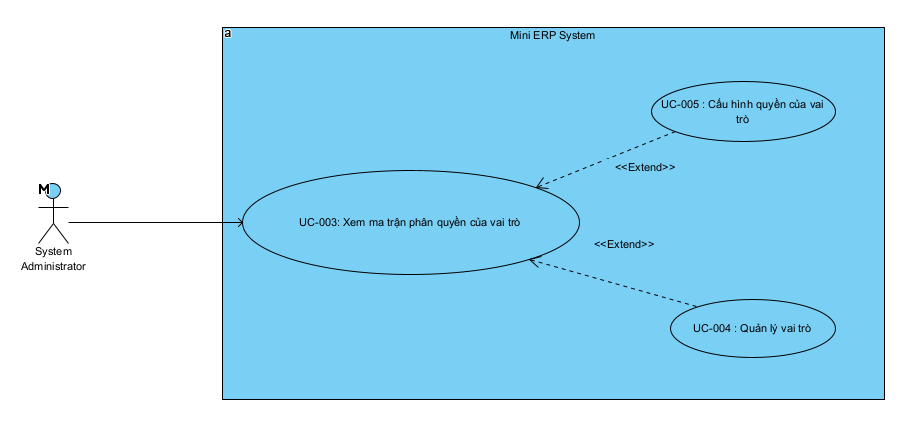 a
Mini ERP System
UC-005 : Cấu hình quyền của vai
trò
<<Extend>>
M
UC-003: Xem ma trận phân quyền của vai trò
<<Extend>>
System
Administrator
UC-004 : Quản lý vai trò